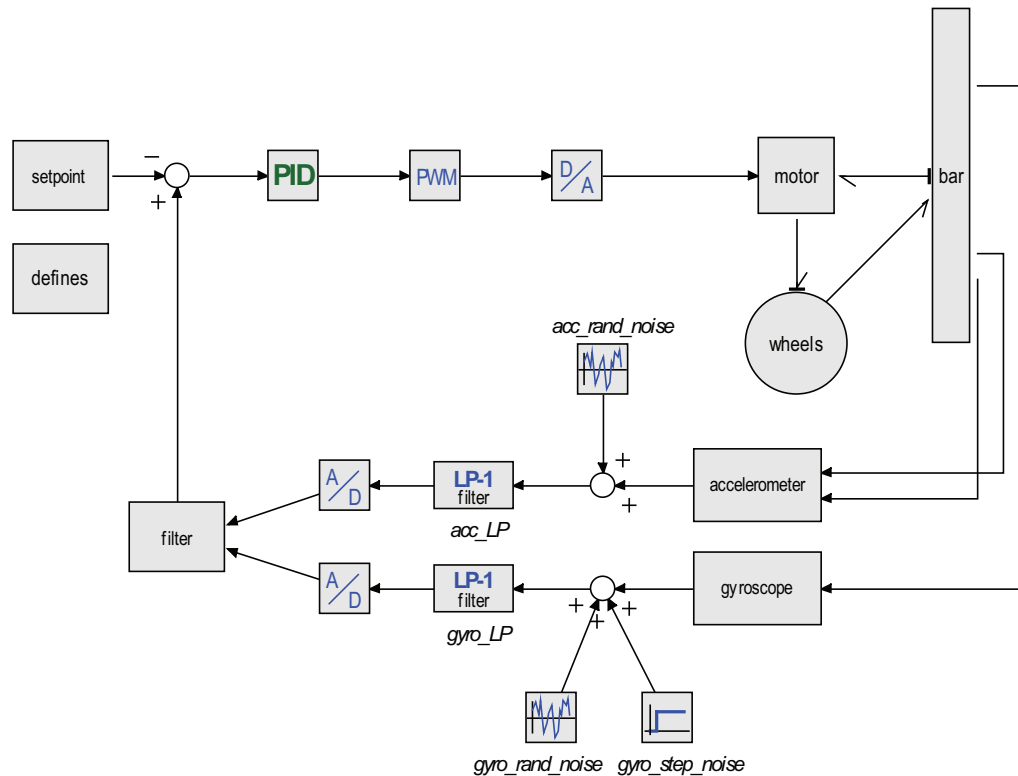 setpoint
−
+
PID
PWM
D/A
motor
bar
defines
wheels
acc_rand_noise
A/D
LP-1
filter
acc_LP
+
+
accelerometer
filter
A/D
LP-1
filter
gyro_LP
+
+
+
gyroscope
gyro_rand_noise
gyro_step_noise